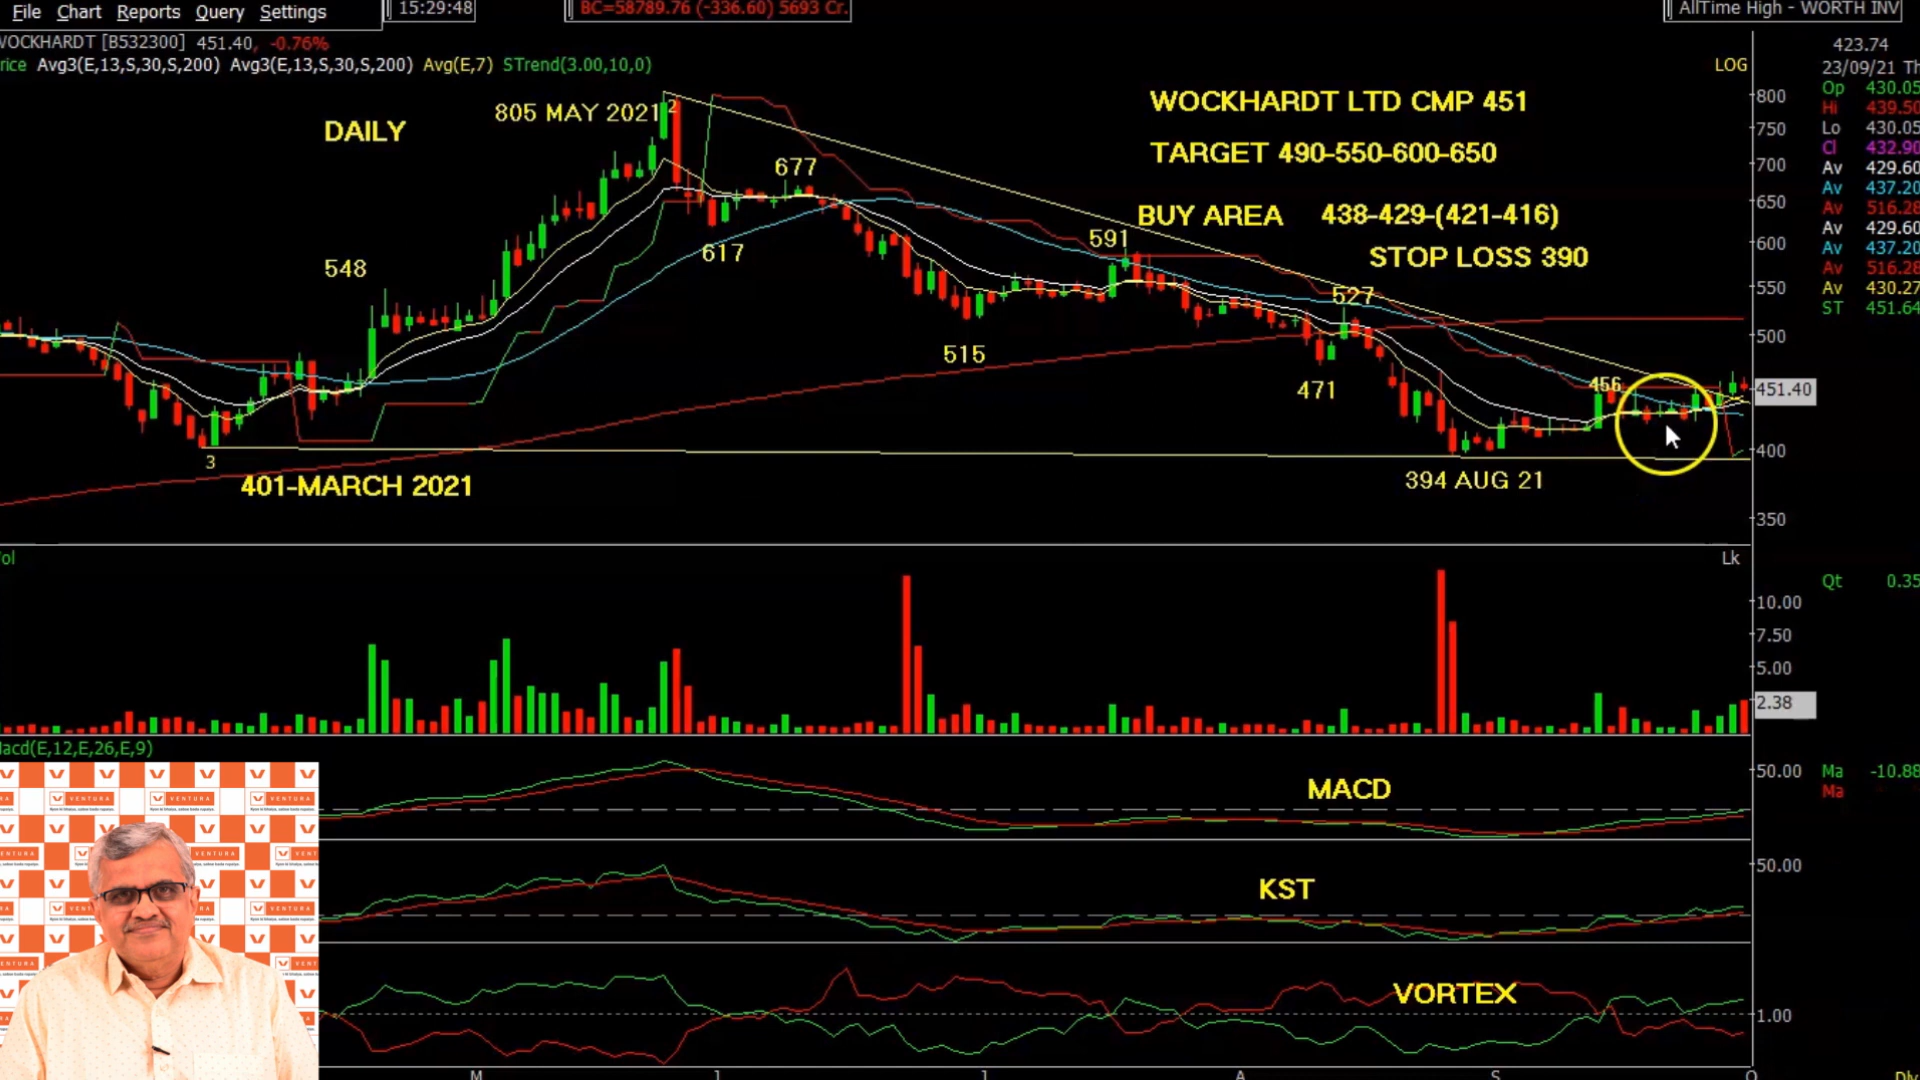 File Chart Reports Query Settings
15:29:48
BC=58789.76 (-336.60) 5693 Cr.
AllTime High - WORTH INV
WOCKHARDT [B532300] 451.40, -0.76%
rice Avg3(E,13,S,30,S,200) Avg3(E,13,S,30,S,200) Avg(E,7) STrend(3.00,10,0)
LOG
DAILY
805 MAY 2021
2
WOCKHARDT LTD CMP 451
TARGET 490-550-600-650
BUY AREA 438-429-(421-416)
STOP LOSS 390
548
677
617
591
515
527
471
456
3
401-MARCH 2021
394 AUG 21
800
750
700
650
600
550
500
451.40
400
350
423.74
23/09/21 Th
Op 430.05
Hi 439.50
Lo 430.05
Cl 432.90
Av 429.60
Av 437.20
Av 516.28
Av 429.60
Av 437.20
Av 516.28
Av 430.27
ST 451.64
ol
Lk
Qt 0.35
10.00
7.50
5.00
2.38
Macd(E,12,E,26,E,9)
MACD
50.00
Ma -10.88
Ma
KST
50.00
VORTEX
1.00
VENTURA
M J J A S O
Dly